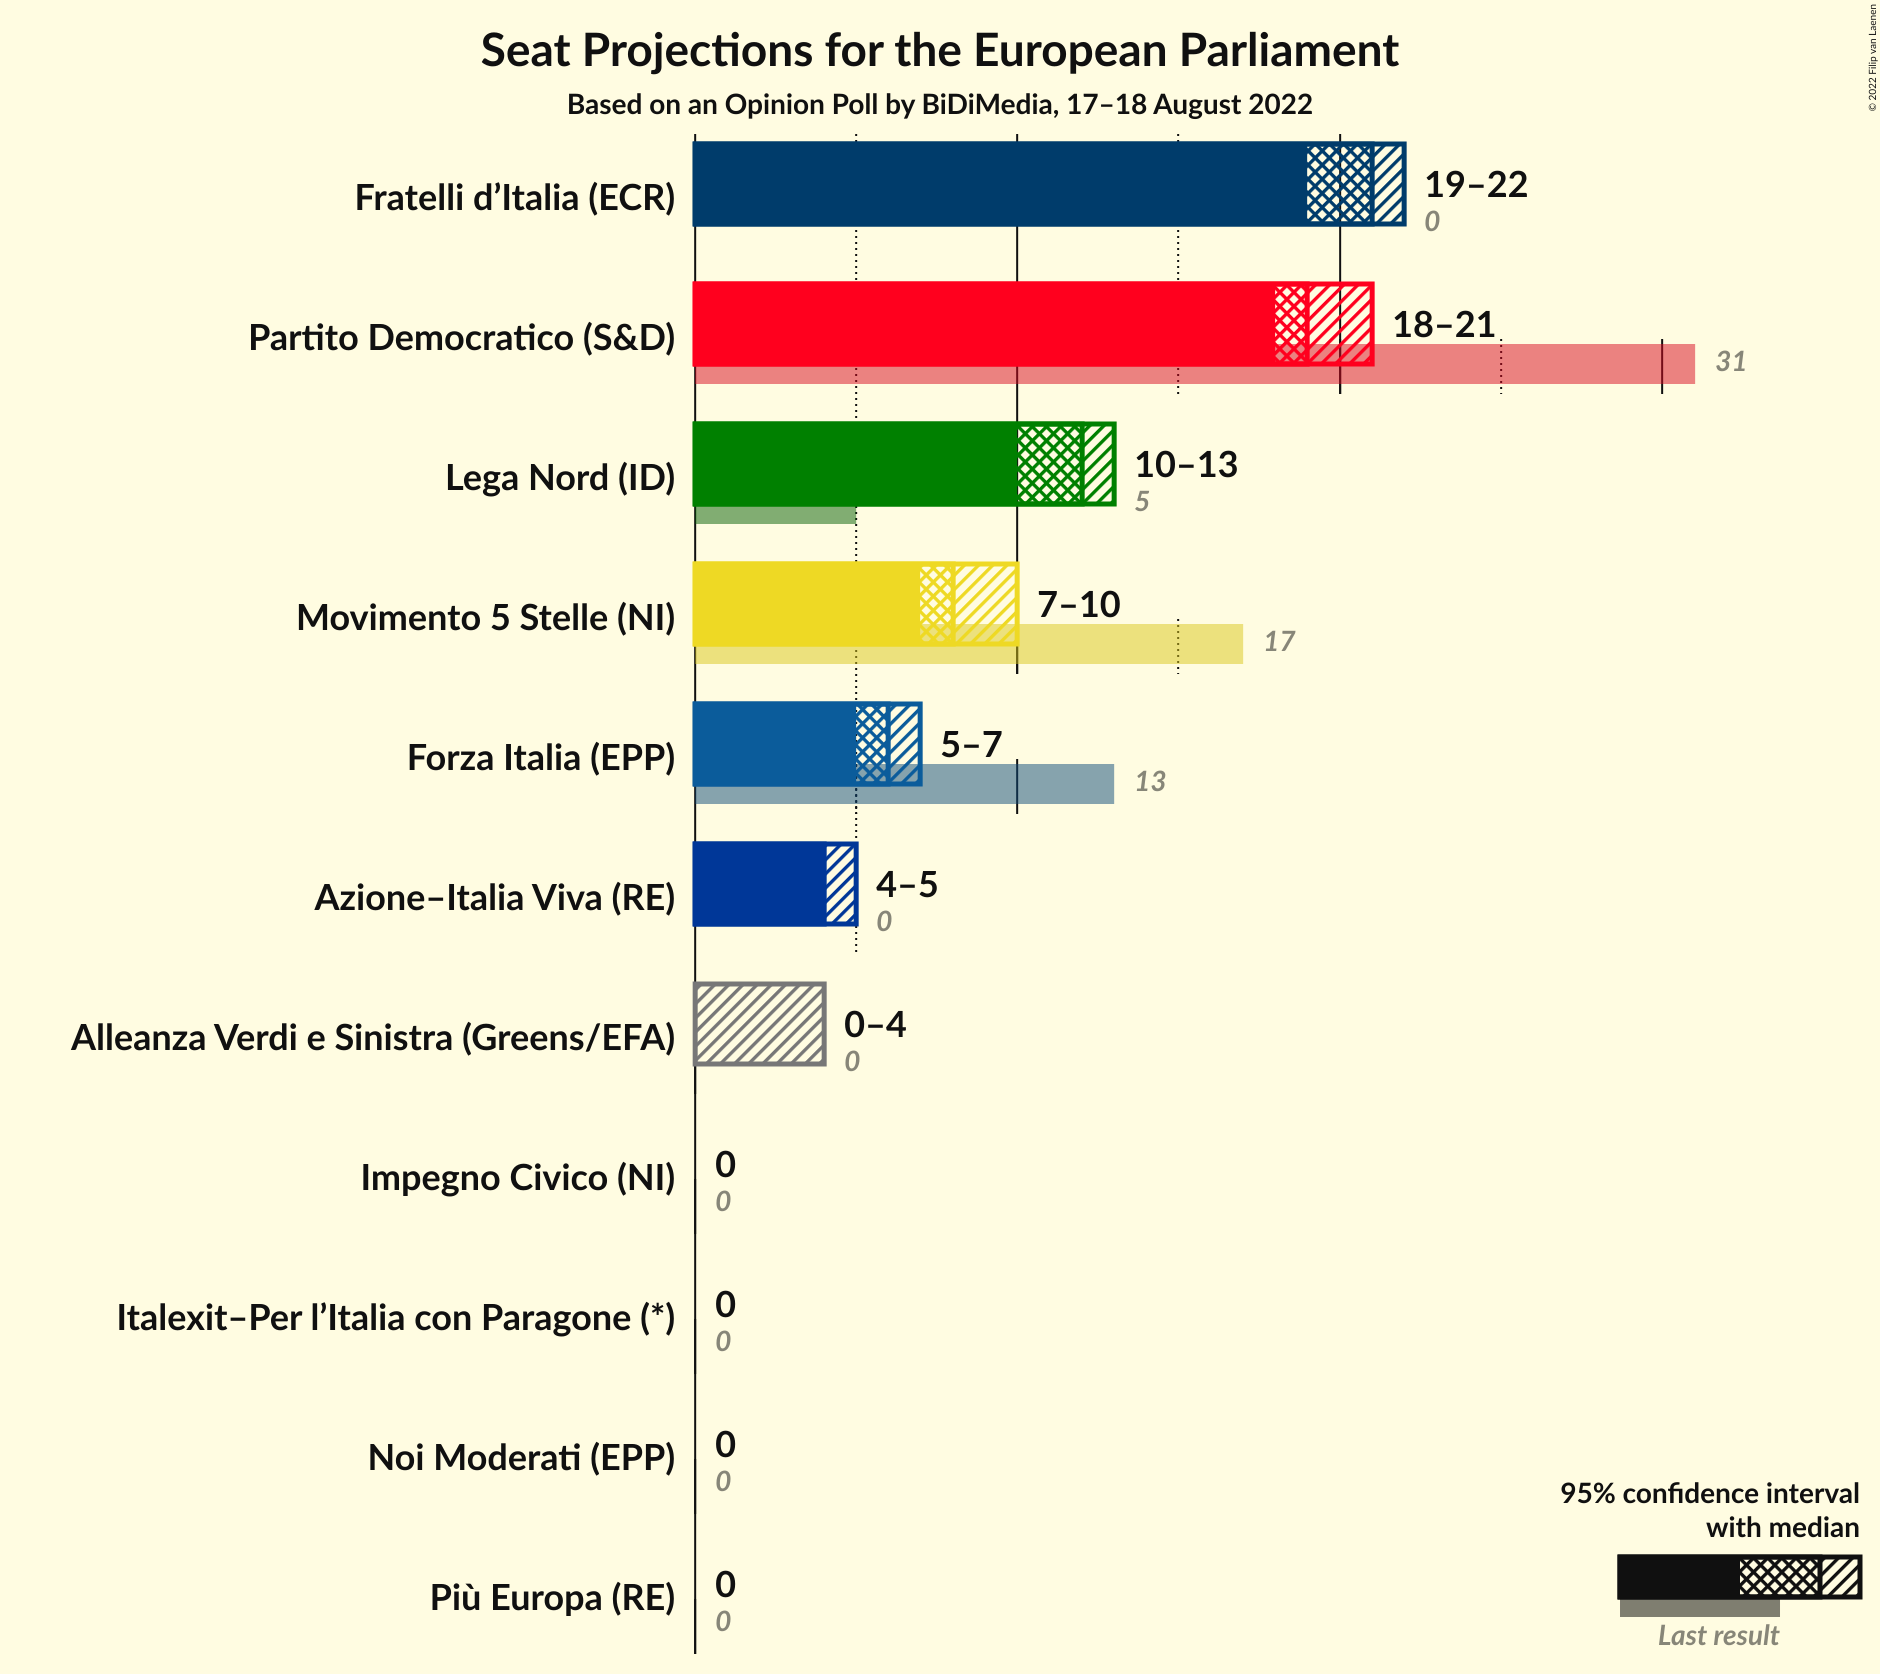 Seat Projections for the European Parliament
Based on an Opinion Poll by BiDiMedia, 17–18 August 2022
© 2022 Filip van Laenen
Fratelli d’Italia (ECR)
19–22
0
Partito Democratico (S&D)
18–21
31
Lega Nord (ID)
10–13
5
Movimento 5 Stelle (NI)
7–10
17
Forza Italia (EPP)
5–7
13
Azione–Italia Viva (RE)
4–5
0
Alleanza Verdi e Sinistra (Greens/EFA)
0–4
0
Impegno Civico (NI)
0
0
Italexit–Per l’Italia con Paragone (*)
0
0
Noi Moderati (EPP)
0
0
Più Europa (RE)
0
0
95% confidence interval
with median
Last result